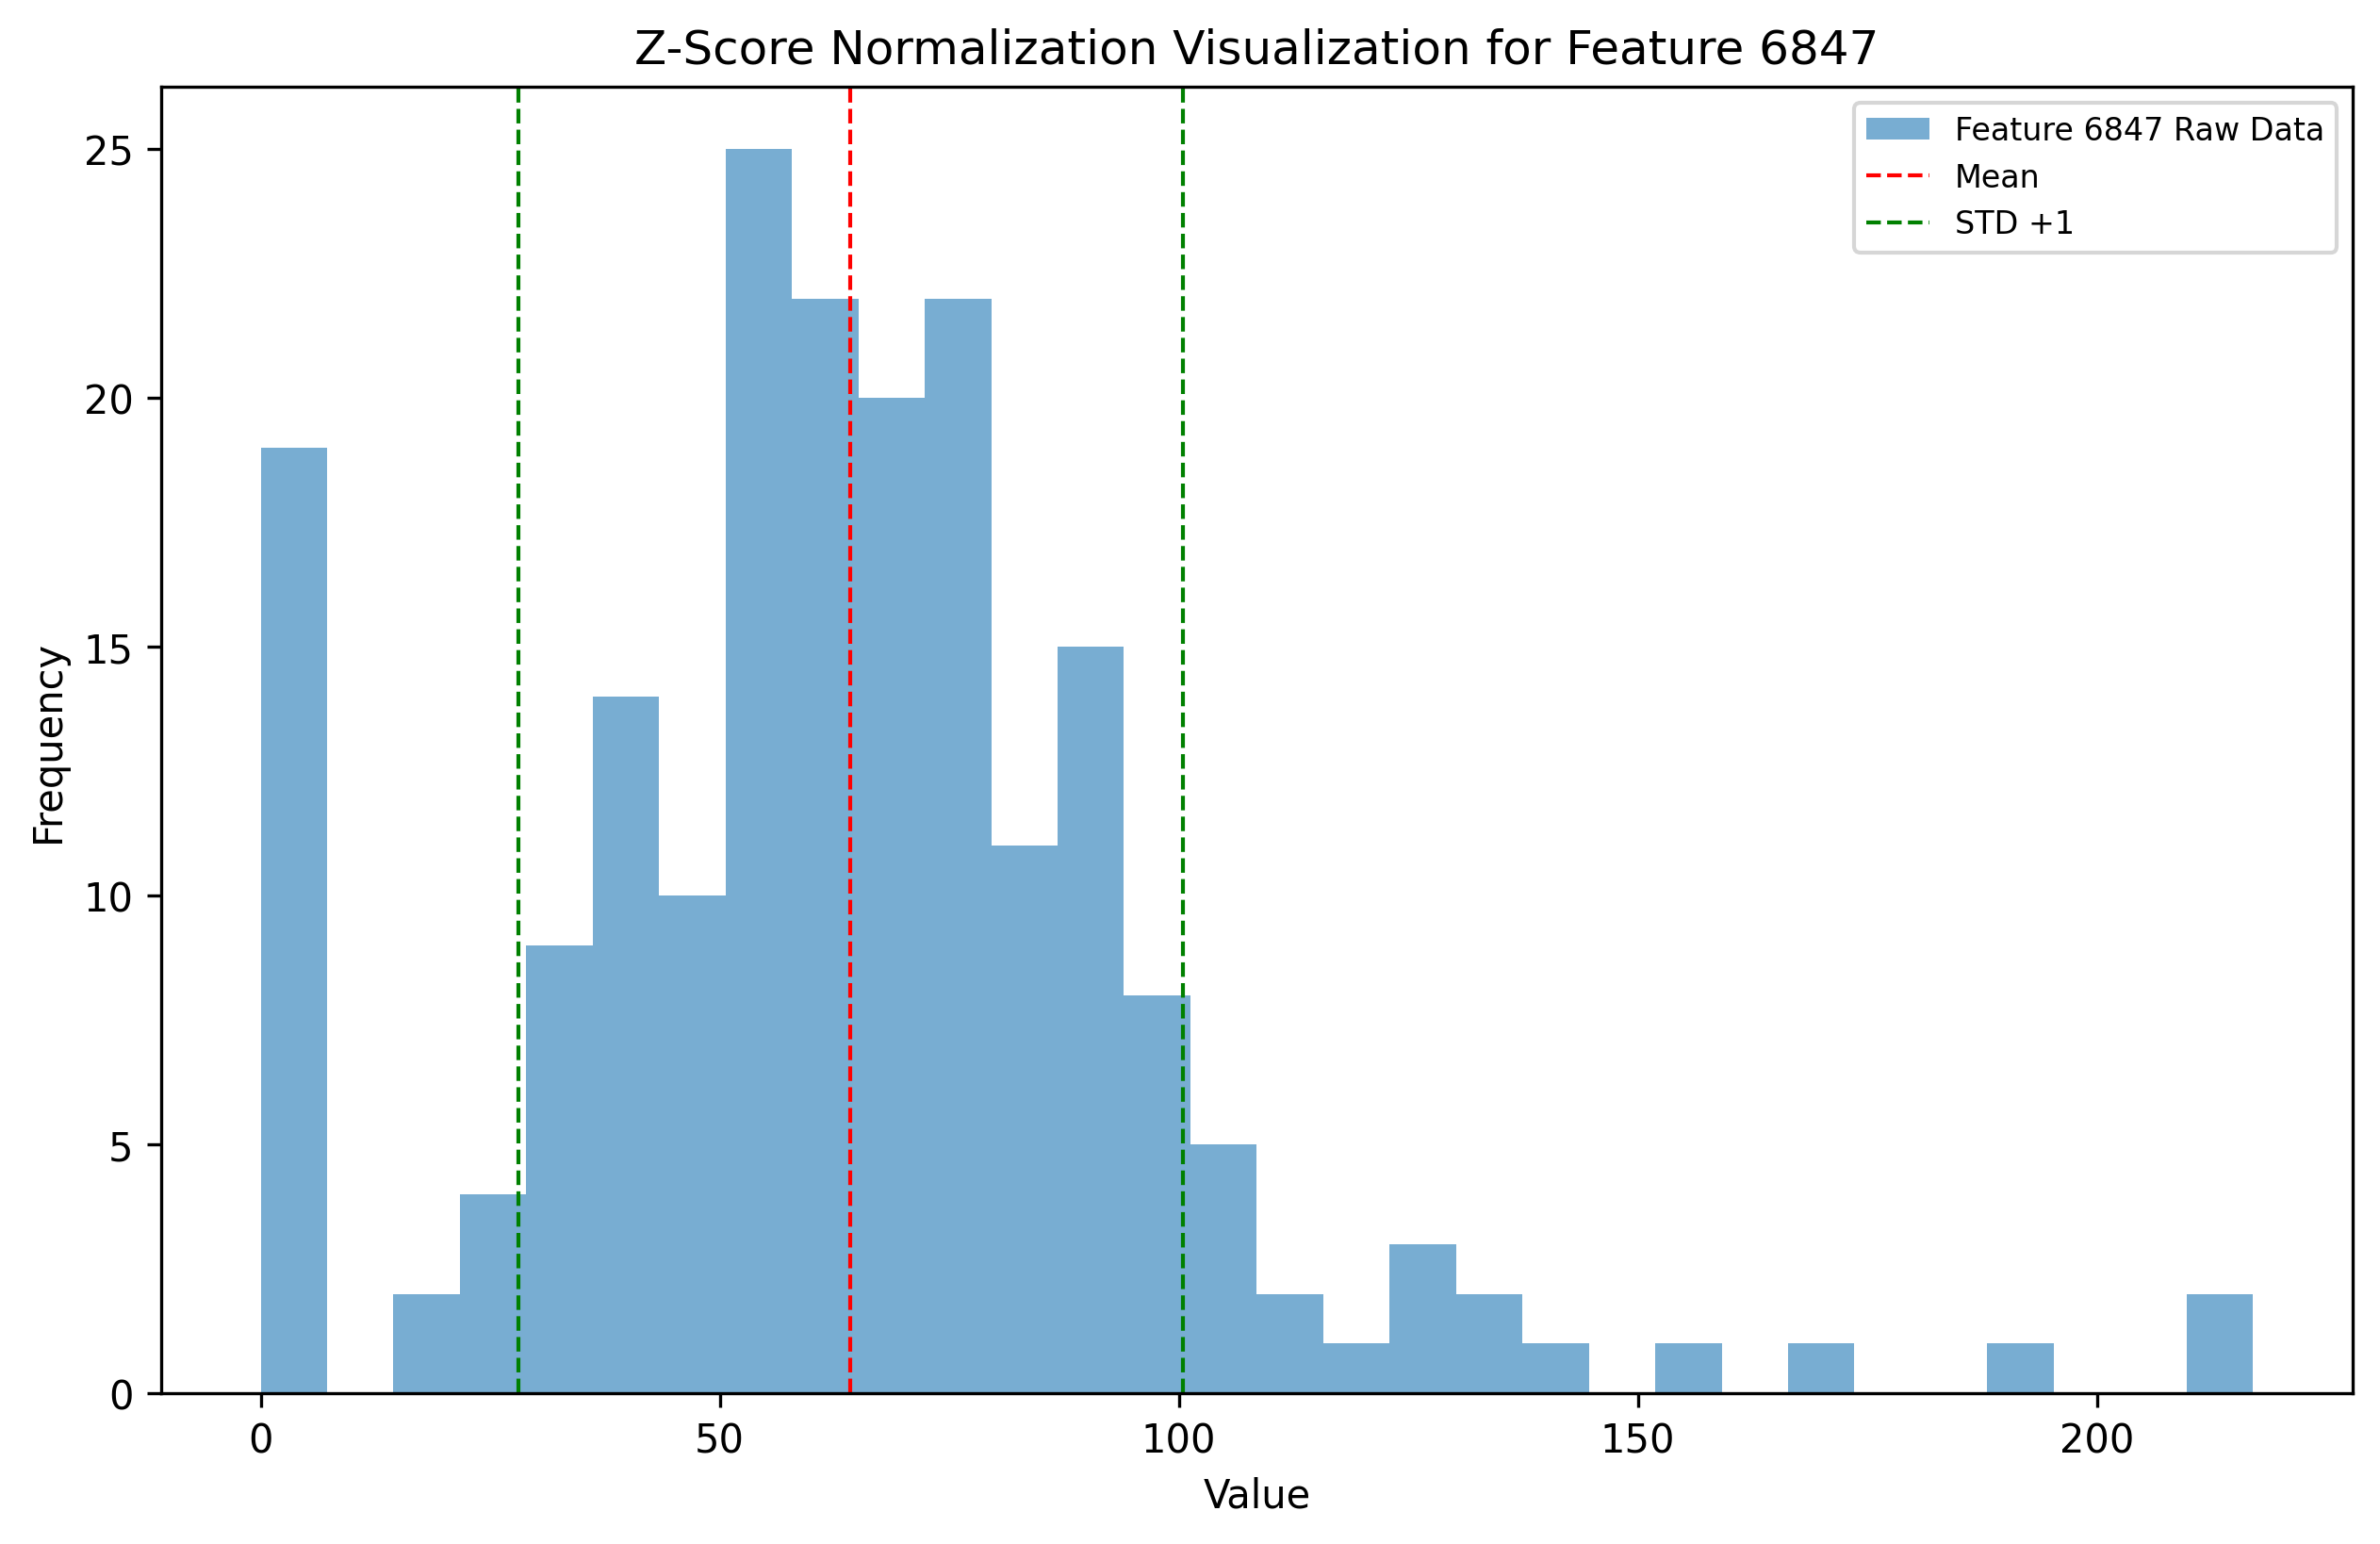 Z-Score Normalization Visualization for Feature 6847
Feature 6847 Raw Data
Mean
STD +1
25
20
15
10
5
0
Frequency
0 50 100 150 200
Value